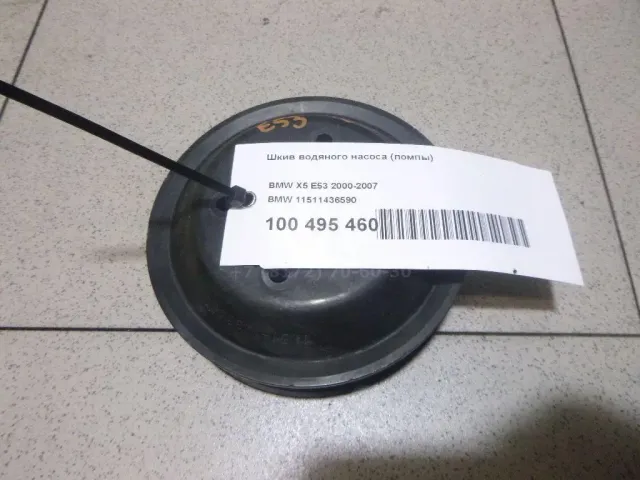 E53
Шкив водяного насоса (помпы)
BMW X5 E53 2000-2007
BMW 11511436590
100 495 460